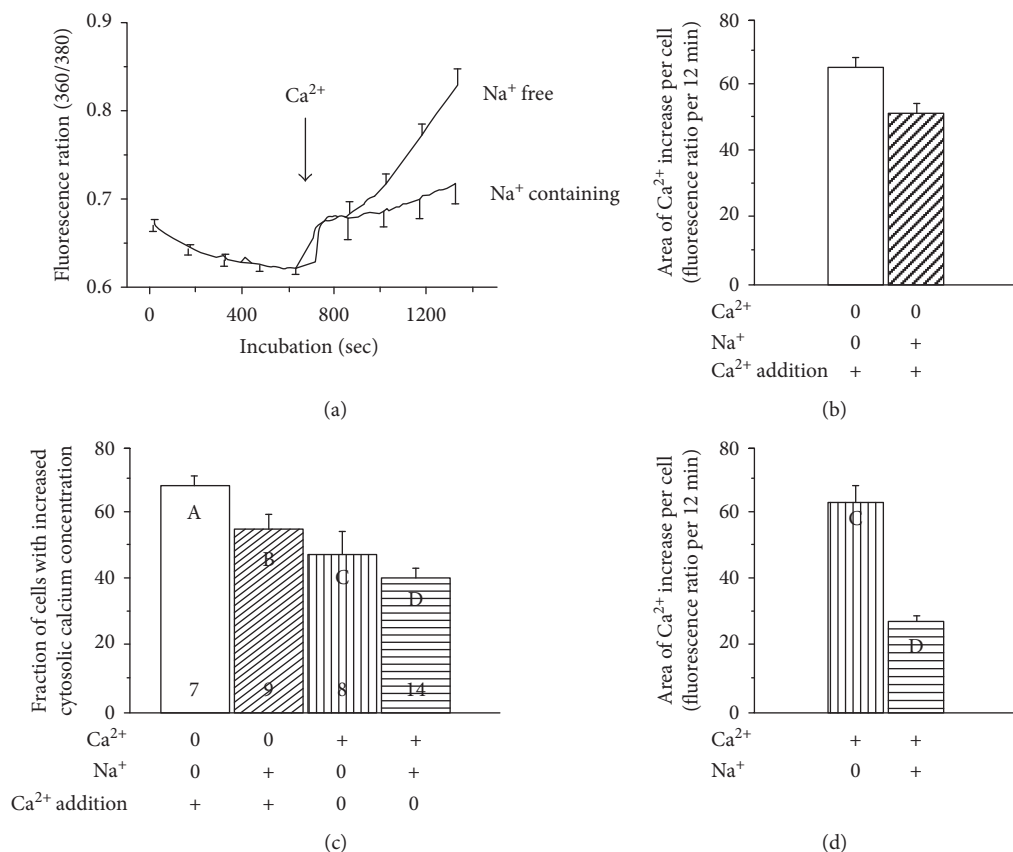 Fluorescence ration (360/380)
0.9
0.8
0.7
0.6
Ca²⁺
Na⁺ free
Na⁺ containing
0 400 800 1200
Incubation (sec)
(a)
Area of Ca²⁺ increase per cell
(fluorescence ratio per 12 min)
80
60
40
20
0
Ca²⁺ 0 0
Na⁺ 0 +
Ca²⁺ addition + +
(b)
Fraction of cells with increased
cytosolic calcium concentration
80
60
40
20
0
A
B
C
D
7 9 8 14
Ca²⁺ 0 0 + +
Na⁺ 0 + 0 +
Ca²⁺ addition + + 0 0
(c)
Area of Ca²⁺ increase per cell
(fluorescence ratio per 12 min)
80
60
40
20
0
C
D
Ca²⁺ + +
Na⁺ 0 +
(d)